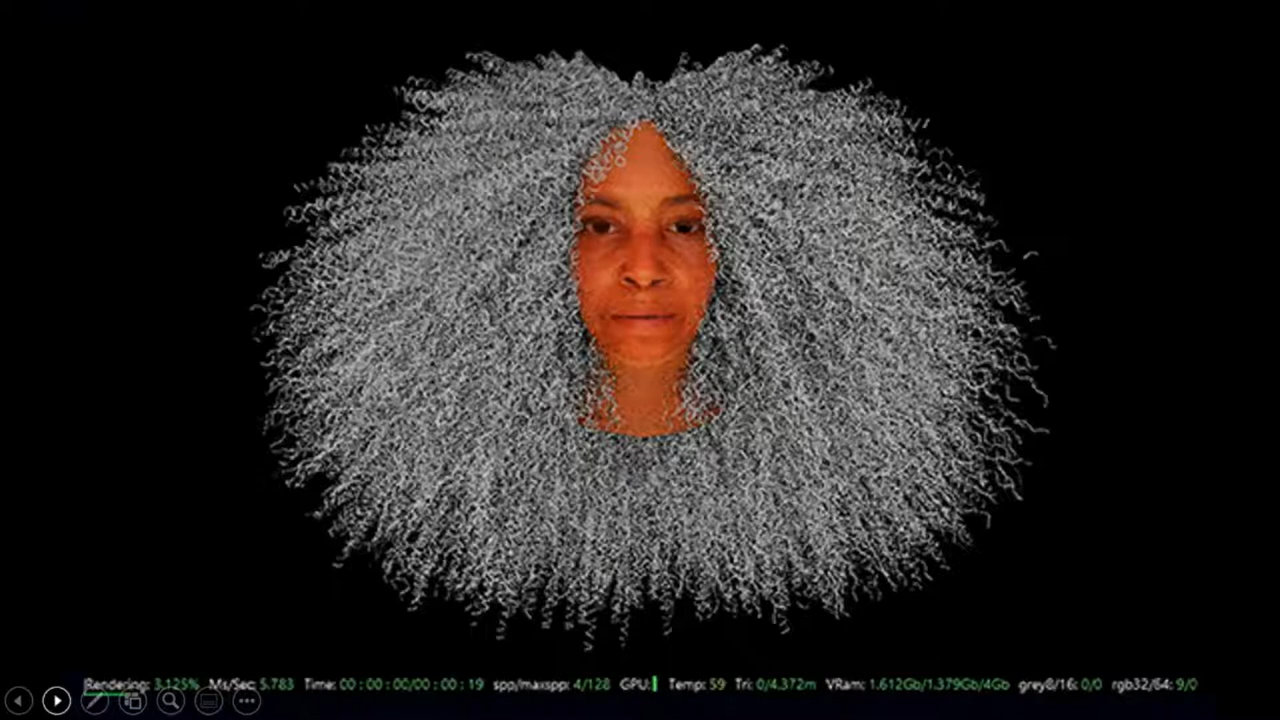 Rendering: 3.125% Ms/Sec: 5.783 Time: 00 : 00 : 00/00 : 00 : 19 spp/maxspp: 4/128 GPU: Temp: 59 Tri: 0/4.372m VRam: 1.612Gb/1.379Gb/4Gb grey8/16: 0/0 rgb32/64: 9/0